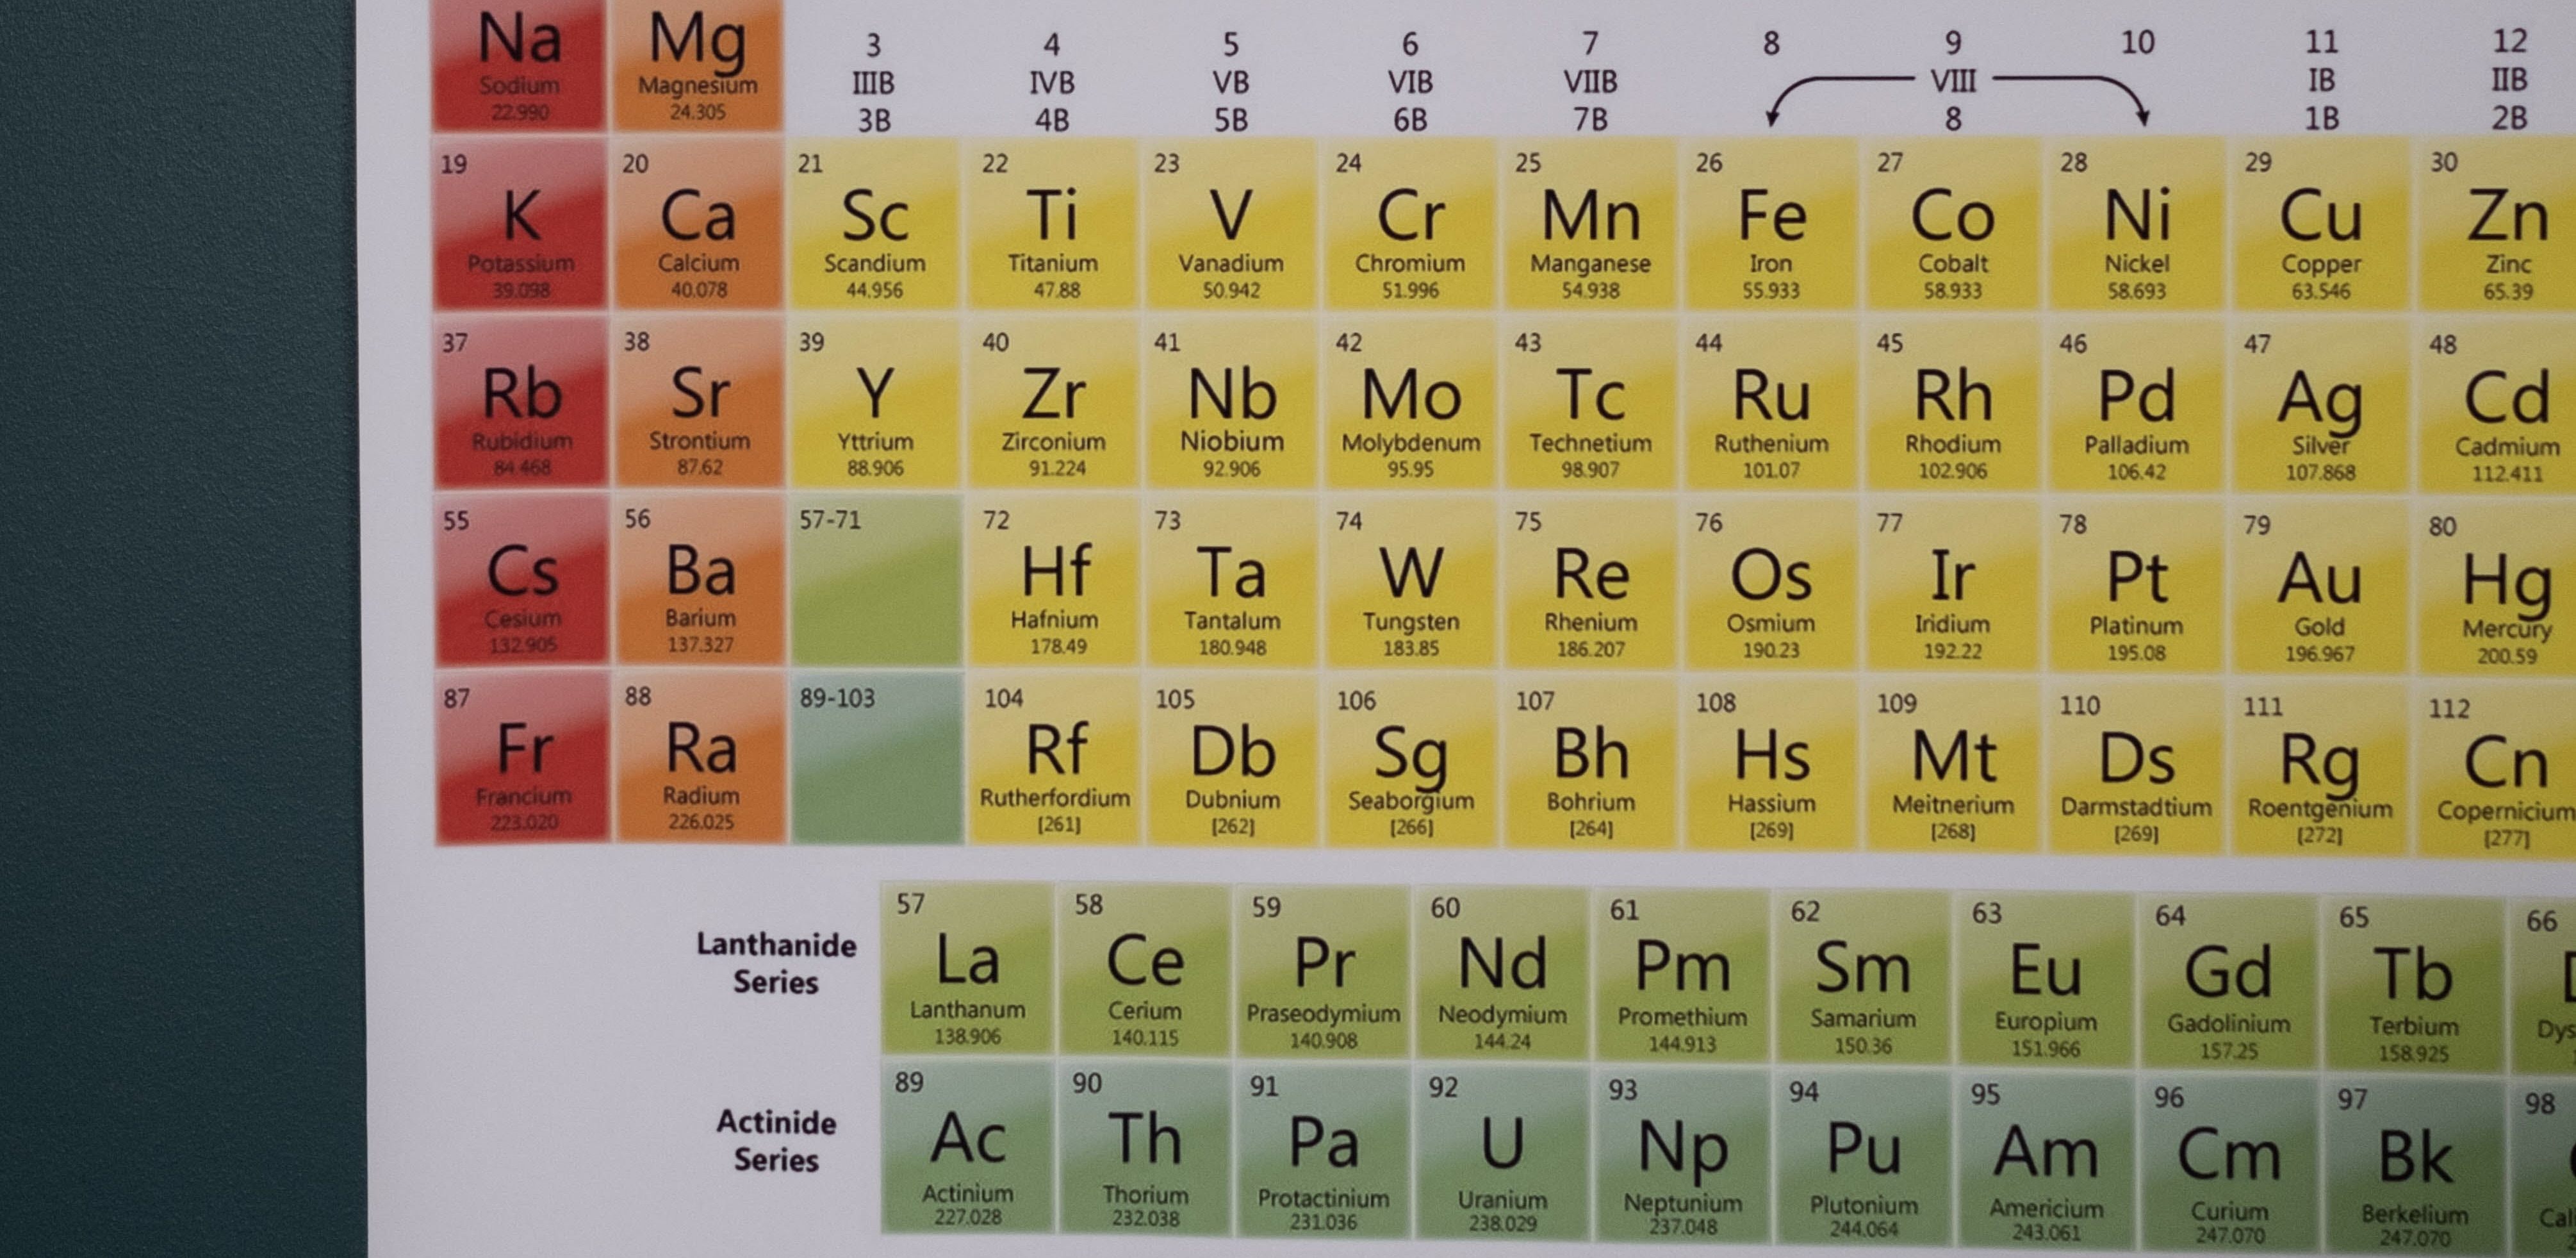 Na Mg
Sodium Magnesium 3 4 5 6 7 8 9 10 11 12
22.990 24.305 IIIB IVB VB VIB VIIB VIII IB IIB
3B 4B 5B 6B 7B 8 1B 2B
19 20 21 22 23 24 25 26 27 28 29 30
K Ca Sc Ti V Cr Mn Fe Co Ni Cu Zn
Potassium Calcium Scandium Titanium Vanadium Chromium Manganese Iron Cobalt Nickel Copper Zinc
39.098 40.078 44.956 47.88 50.942 51.996 54.938 55.933 58.933 58.693 63.546 65.39
37 38 39 40 41 42 43 44 45 46 47 48
Rb Sr Y Zr Nb Mo Tc Ru Rh Pd Ag Cd
Rubidium Strontium Yttrium Zirconium Niobium Molybdenum Technetium Ruthenium Rhodium Palladium Silver Cadmium
84.468 87.62 88.906 91.224 92.906 95.95 98.907 101.07 102.906 106.42 107.868 112.411
55 56 57-71 72 73 74 75 76 77 78 79 80
Cs Ba Hf Ta W Re Os Ir Pt Au Hg
Cesium Barium Hafnium Tantalum Tungsten Rhenium Osmium Iridium Platinum Gold Mercury
132.905 137.327 178.49 180.948 183.85 186.207 190.23 192.22 195.08 196.967 200.59
87 88 89-103 104 105 106 107 108 109 110 111 112
Fr Ra Rf Db Sg Bh Hs Mt Ds Rg Cn
Francium Radium Rutherfordium Dubnium Seaborgium Bohrium Hassium Meitnerium Darmstadtium Roentgenium Copernicium
223.020 226.025 [261] [262] [266] [264] [269] [268] [269] [272] [277]
Lanthanide
Series
57 58 59 60 61 62 63 64 65 66
La Ce Pr Nd Pm Sm Eu Gd Tb
Lanthanum Cerium Praseodymium Neodymium Promethium Samarium Europium Gadolinium Terbium Dys
138.906 140.115 140.908 144.24 144.913 150.36 151.966 157.25 158.925
Actinide
Series
89 90 91 92 93 94 95 96 97 98
Ac Th Pa U Np Pu Am Cm Bk
Actinium Thorium Protactinium Uranium Neptunium Plutonium Americium Curium Berkelium Cali
227.028 232.038 231.036 238.029 237.048 244.064 243.061 247.070 247.070